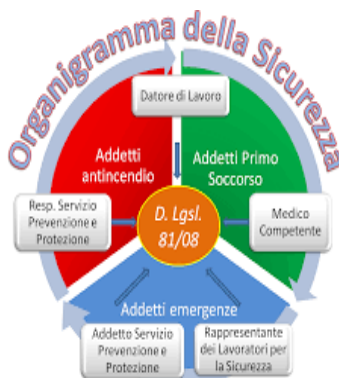 Organigramma della Sicurezza
Datore di Lavoro
Addetti
antincendio
Addetti Primo
Soccorso
Resp. Servizio
Prevenzione e
Protezione
D. Lgsl.
81/08
Medico
Competente
Addetti emergenze
Addetto Servizio
Prevenzione e
Protezione
Rappresentante
dei Lavoratori per
la Sicurezza